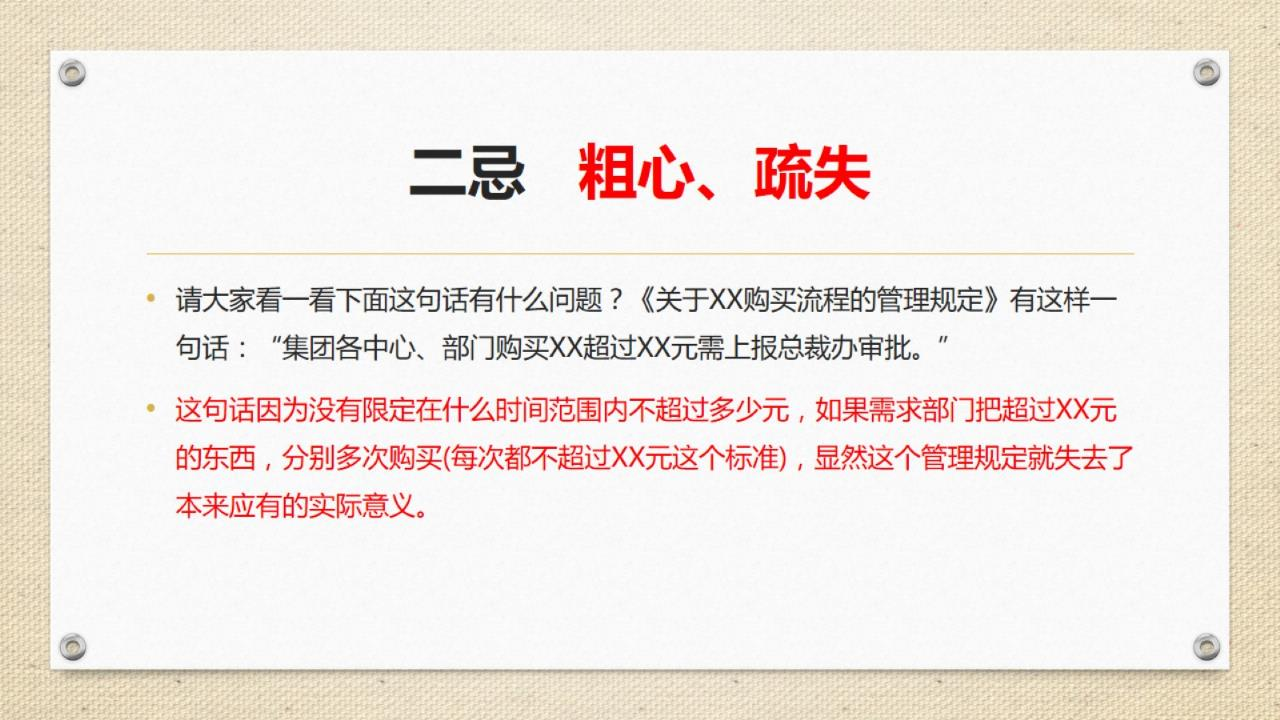 二忌 粗心、疏失
• 请大家看一看下面这句话有什么问题？《关于XX购买流程的管理规定》有这样一
句话：“集团各中心、部门购买XX超过XX元需上报总裁办审批。”
• 这句话因为没有限定在什么时间范围内不超过多少元，如果需求部门把超过XX元
的东西，分别多次购买(每次都不超过XX元这个标准)，显然这个管理规定就失去了
本来应有的实际意义。